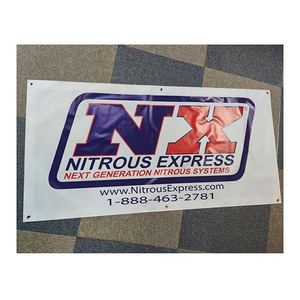 NX
NITROUS EXPRESS
NEXT GENERATION NITROUS SYSTEMS
www.NitrousExpress.com
1-888-463-2781